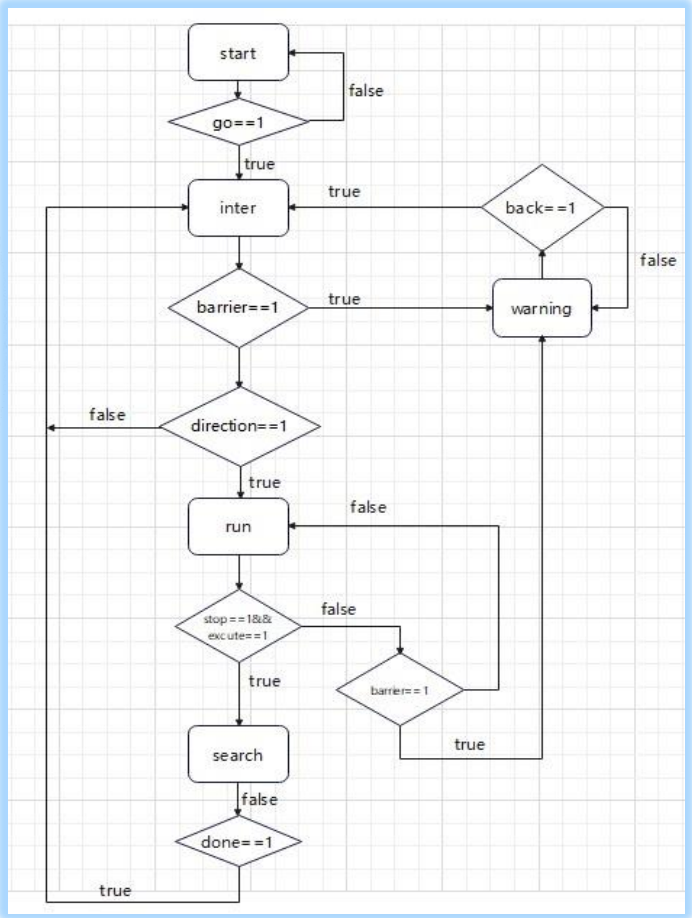 start
false
go==1
true
inter
true
back==1
false
barrier==1
true
warning
direction==1
false
true
run
false
stop==1&&
excute==1
false
true
barrier==1
true
search
false
done==1
true